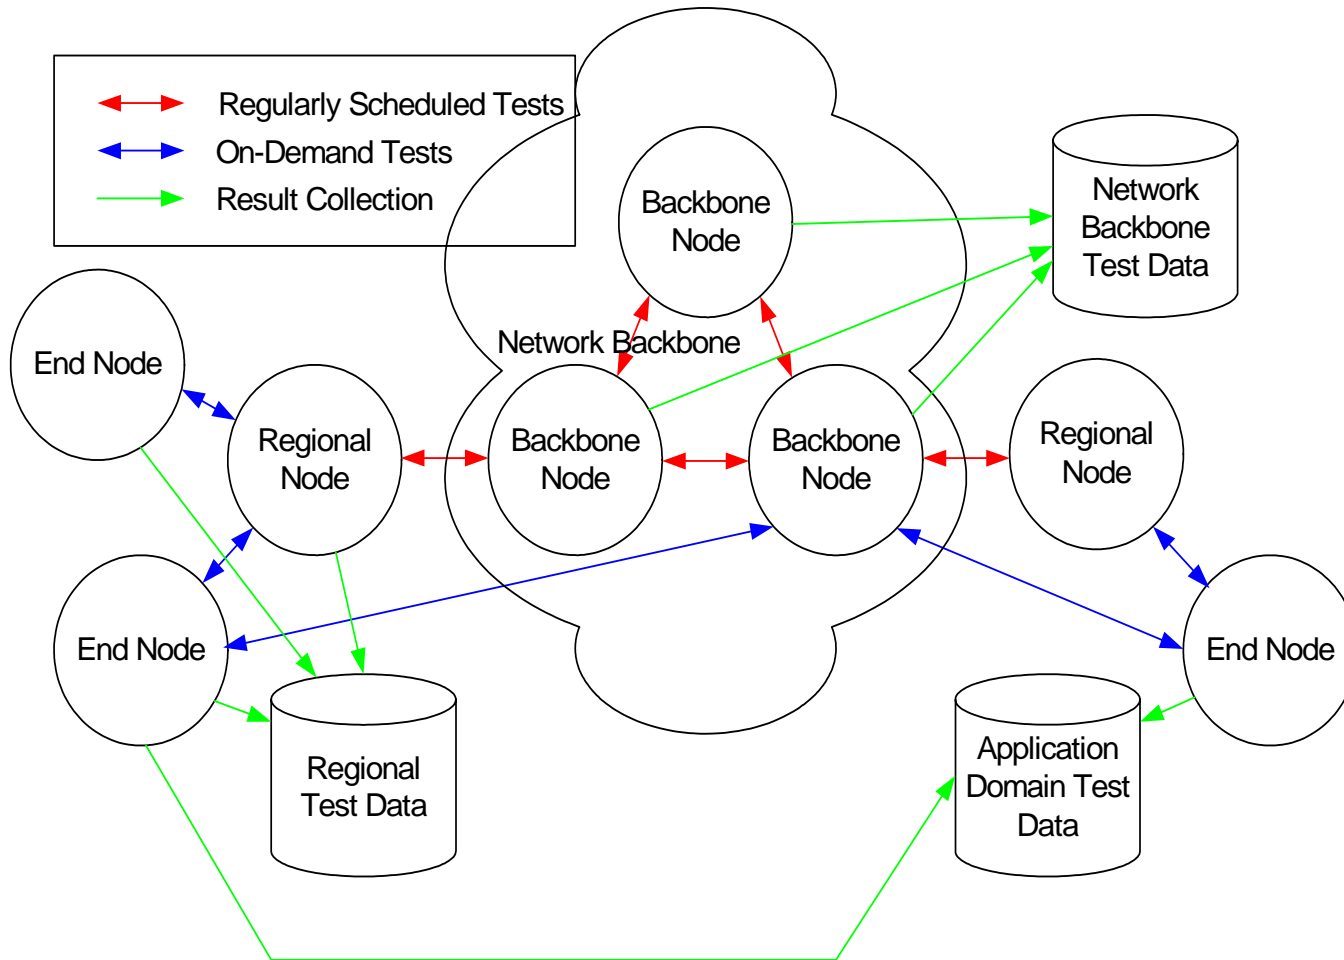 Regularly Scheduled Tests
On-Demand Tests
Result Collection
Backbone
Node
Network
Backbone
Test Data
Network Backbone
End Node
Regional
Node
Backbone
Node
Backbone
Node
Regional
Node
End Node
End Node
Regional
Test Data
Application
Domain Test
Data